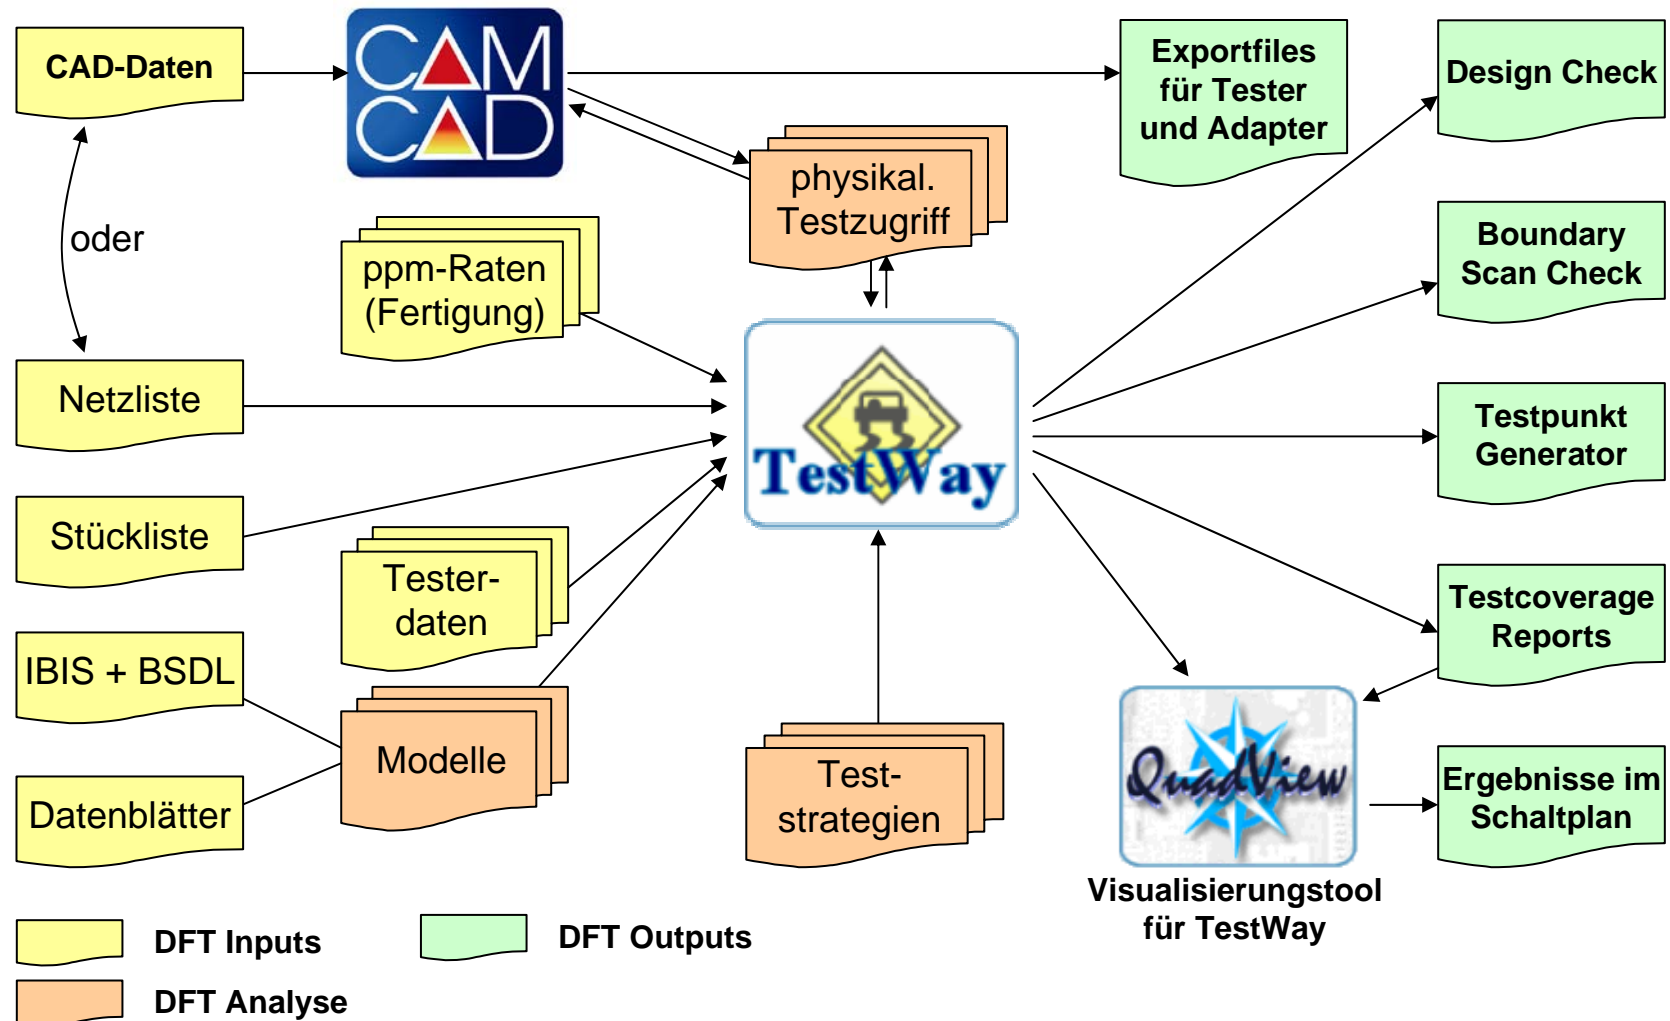 CAD-Daten
CAM
CAD
Exportfiles
für Tester
und Adapter
Design Check
physikal.
Testzugriff
oder
ppm-Raten
(Fertigung)
Boundary
Scan Check
Netzliste
TestWay
Testpunkt
Generator
Stückliste
Tester-
daten
Testcoverage
Reports
IBIS + BSDL
Modelle
Test-
strategien
QuadView
Ergebnisse im
Schaltplan
Datenblätter
Visualisierungstool
für TestWay
DFT Inputs
DFT Outputs
DFT Analyse